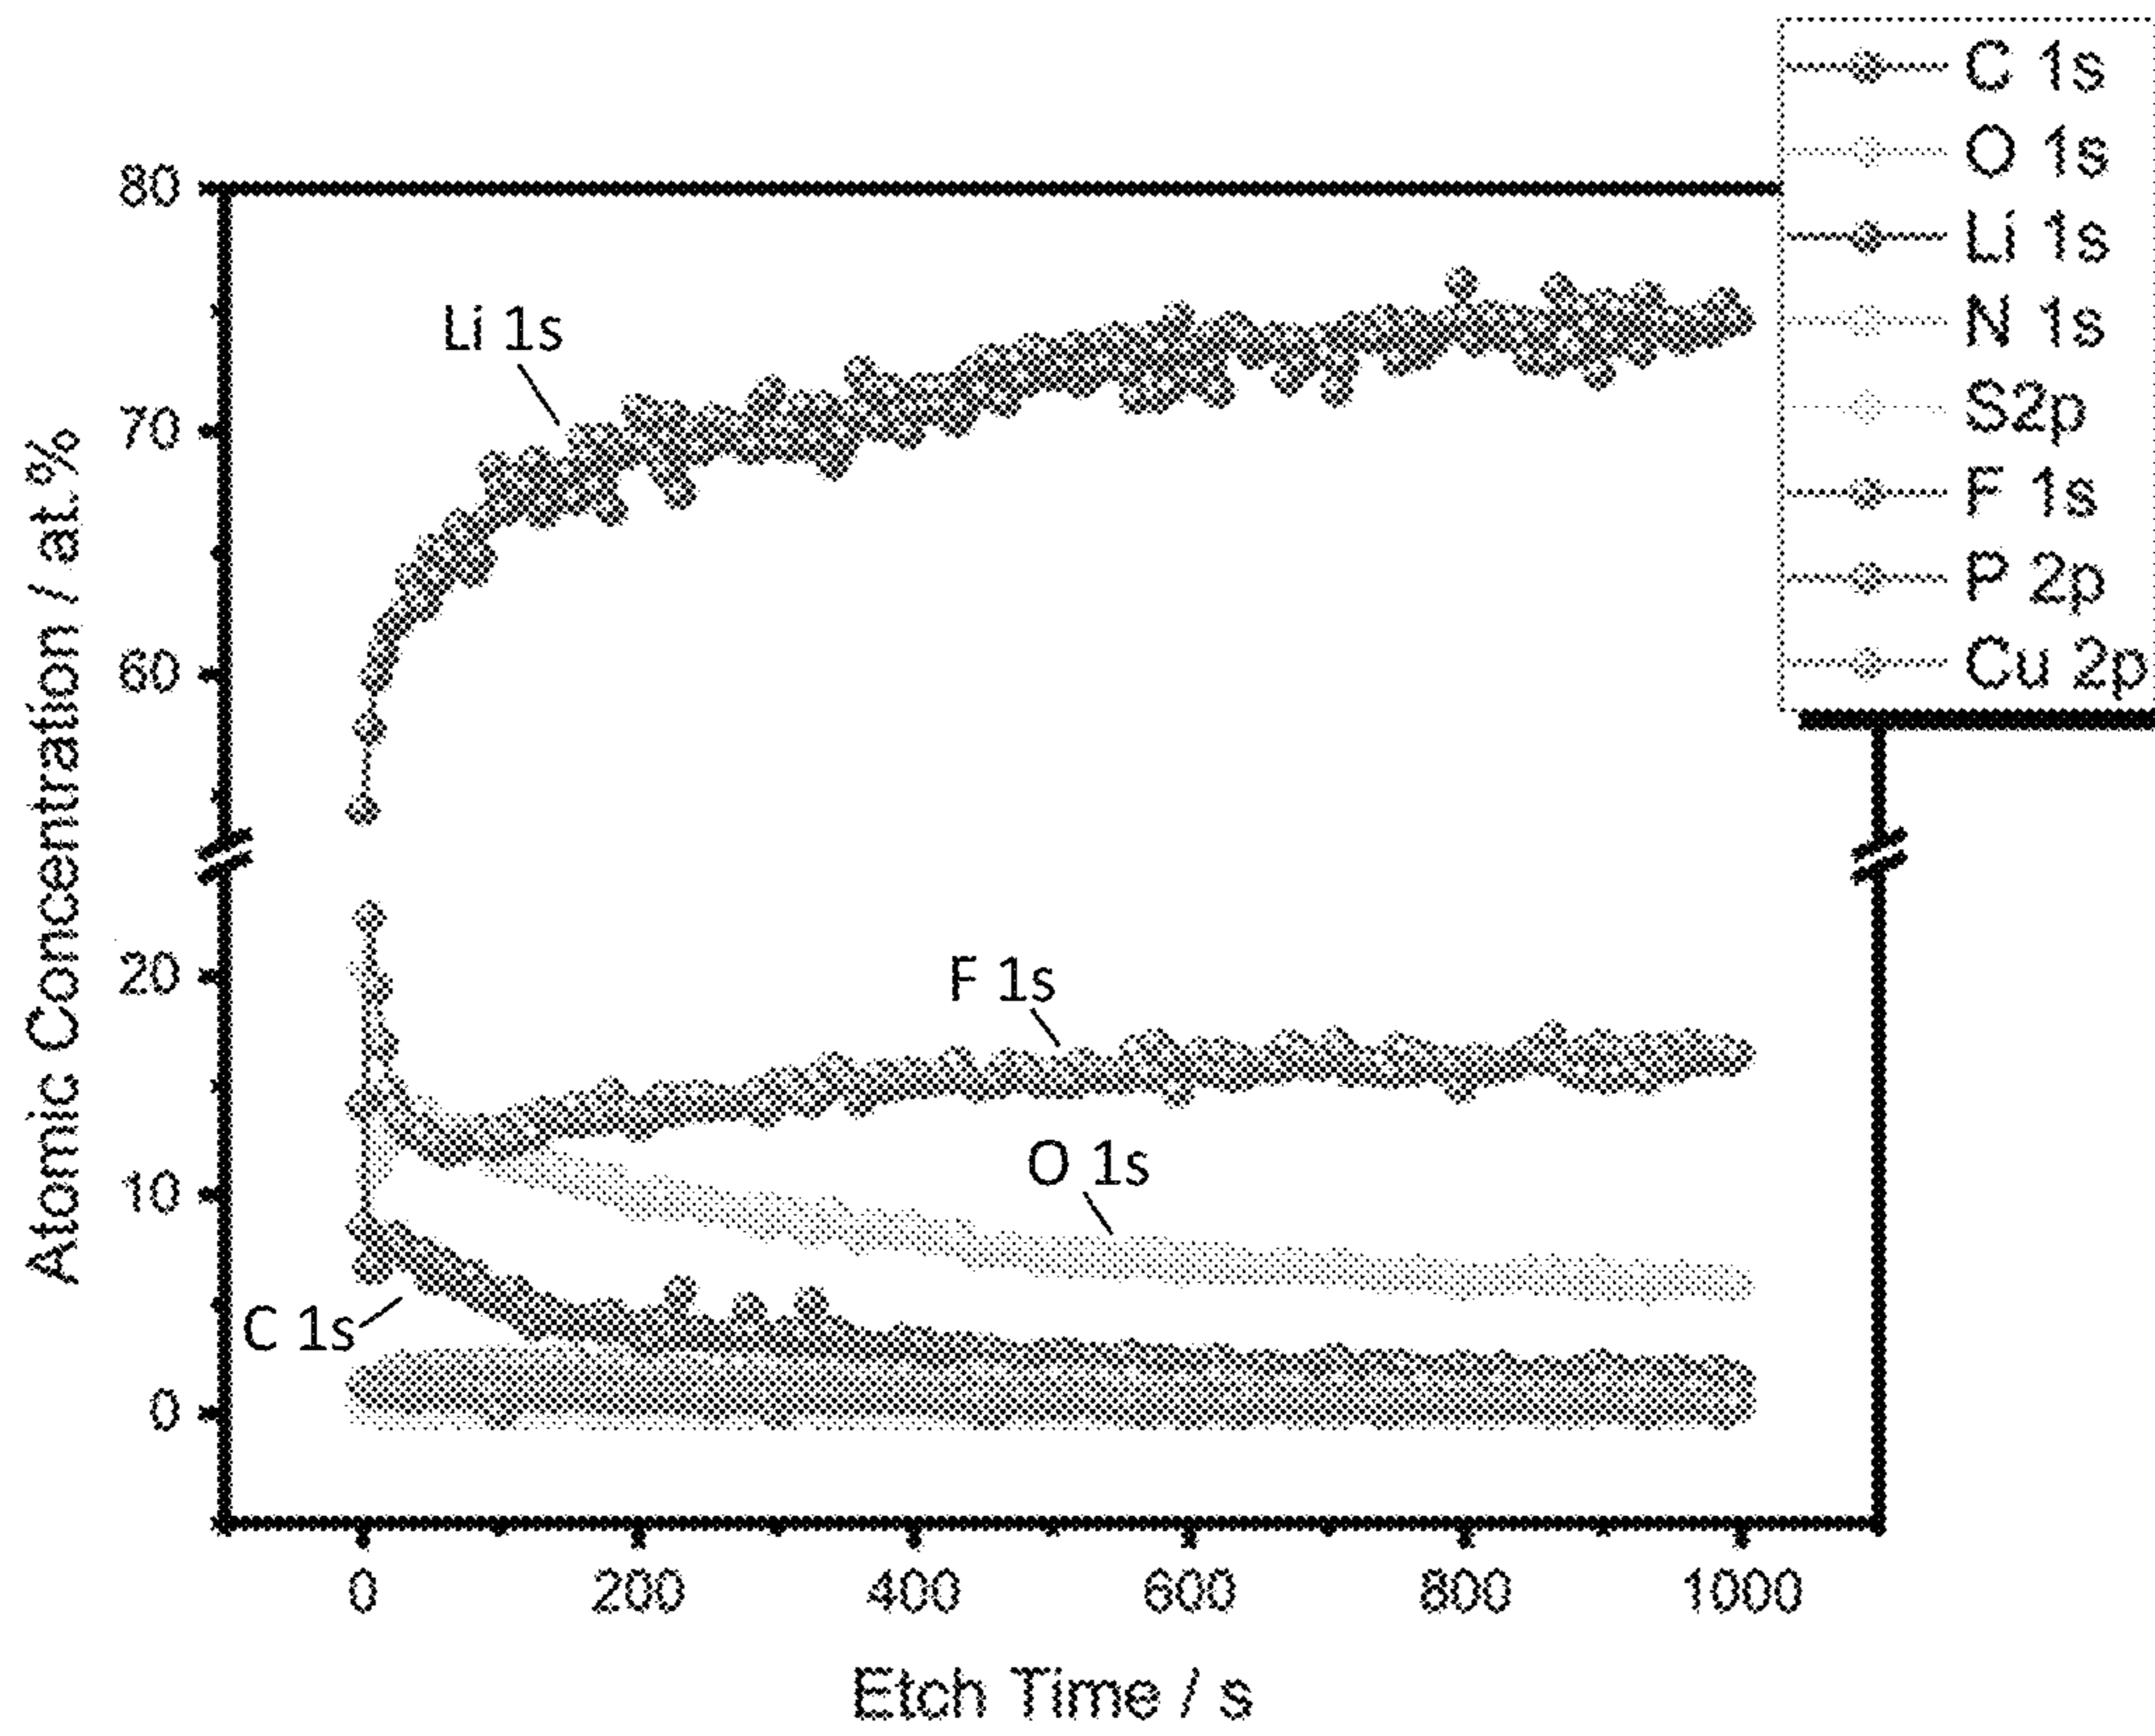 C 1s
O 1s
Li 1s
N 1s
S2p
F 1s
P 2p
Cu 2p
80
70
60
20
10
0
Atomic Concentration / at.%
Li 1s
F 1s
O 1s
C 1s
0 200 400 600 800 1000
Etch Time / s